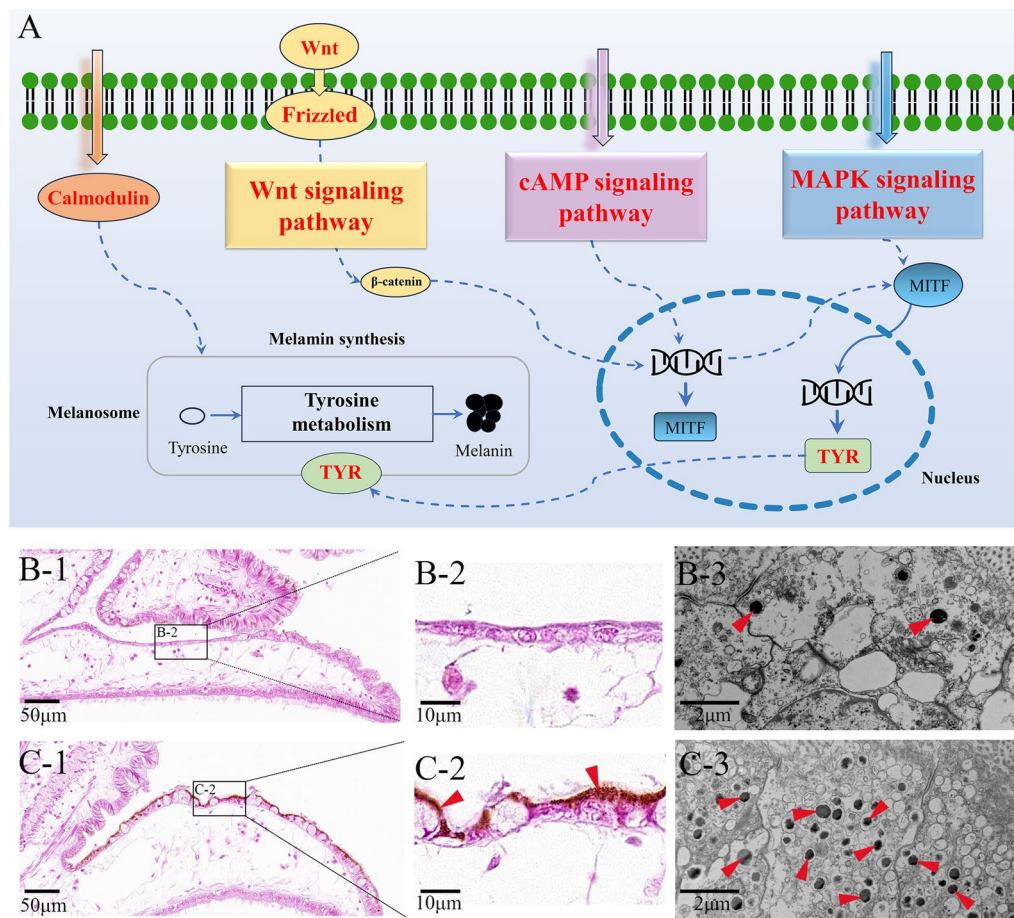 A
Wnt
Frizzled
Calmodulin
Wnt signaling
pathway
cAMP signaling
pathway
MAPK signaling
pathway
β-catenin
MITF
Melamin synthesis
Melanosome
Tyrosine
Tyrosine
metabolism
Melanin
TYR
MITF
TYR
Nucleus
B-1
B-2
50μm
B-2
10μm
B-3
2μm
C-1
C-2
50μm
C-2
10μm
C-3
2μm